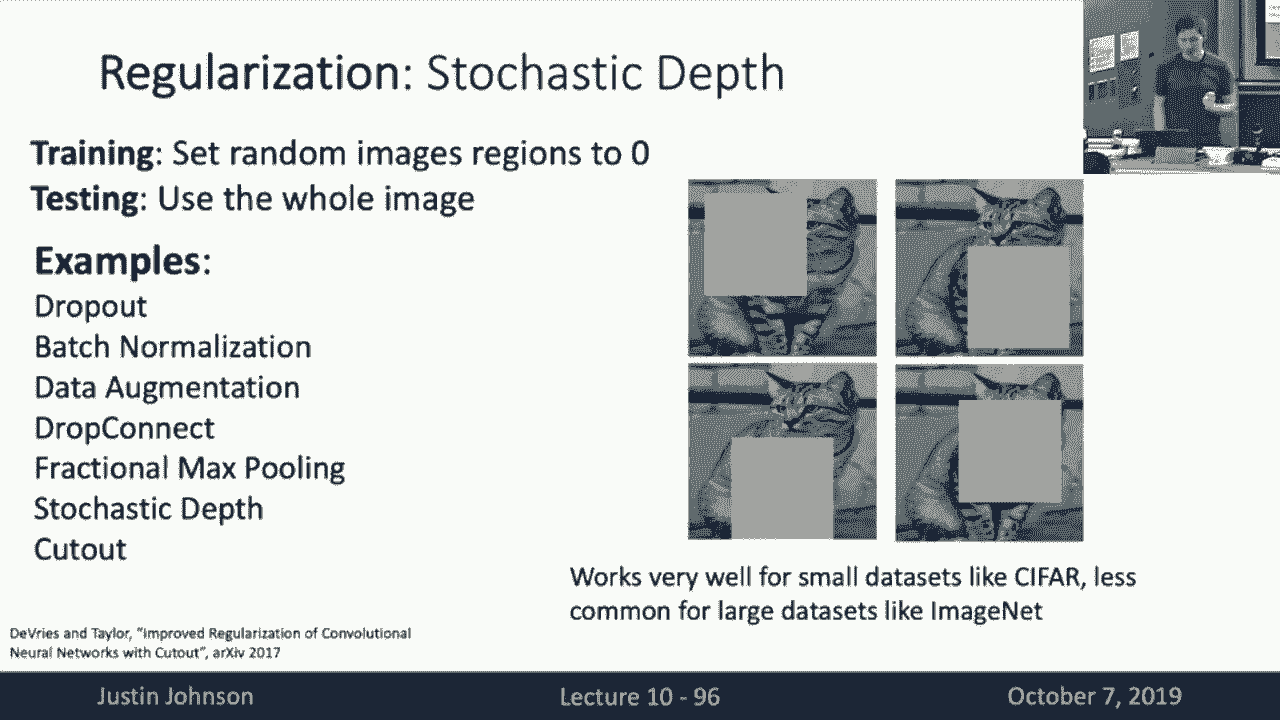 Regularization: Stochastic Depth
Training: Set random images regions to 0
Testing: Use the whole image
Examples:
Dropout
Batch Normalization
Data Augmentation
DropConnect
Fractional Max Pooling
Stochastic Depth
Cutout
Works very well for small datasets like CIFAR, less
common for large datasets like ImageNet
DeVries and Taylor, "Improved Regularization of Convolutional
Neural Networks with Cutout", arXiv 2017
Justin Johnson
Lecture 10 - 96
October 7, 2019